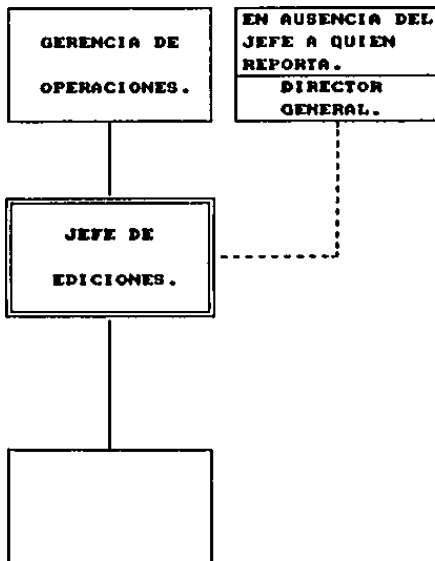 GERENCIA DE
OPERACIONES.
EN AUSENCIA DEL
JEFE A QUIEN
REPORTA.
DIRECTOR
GENERAL.
JEFE DE
EDICIONES.